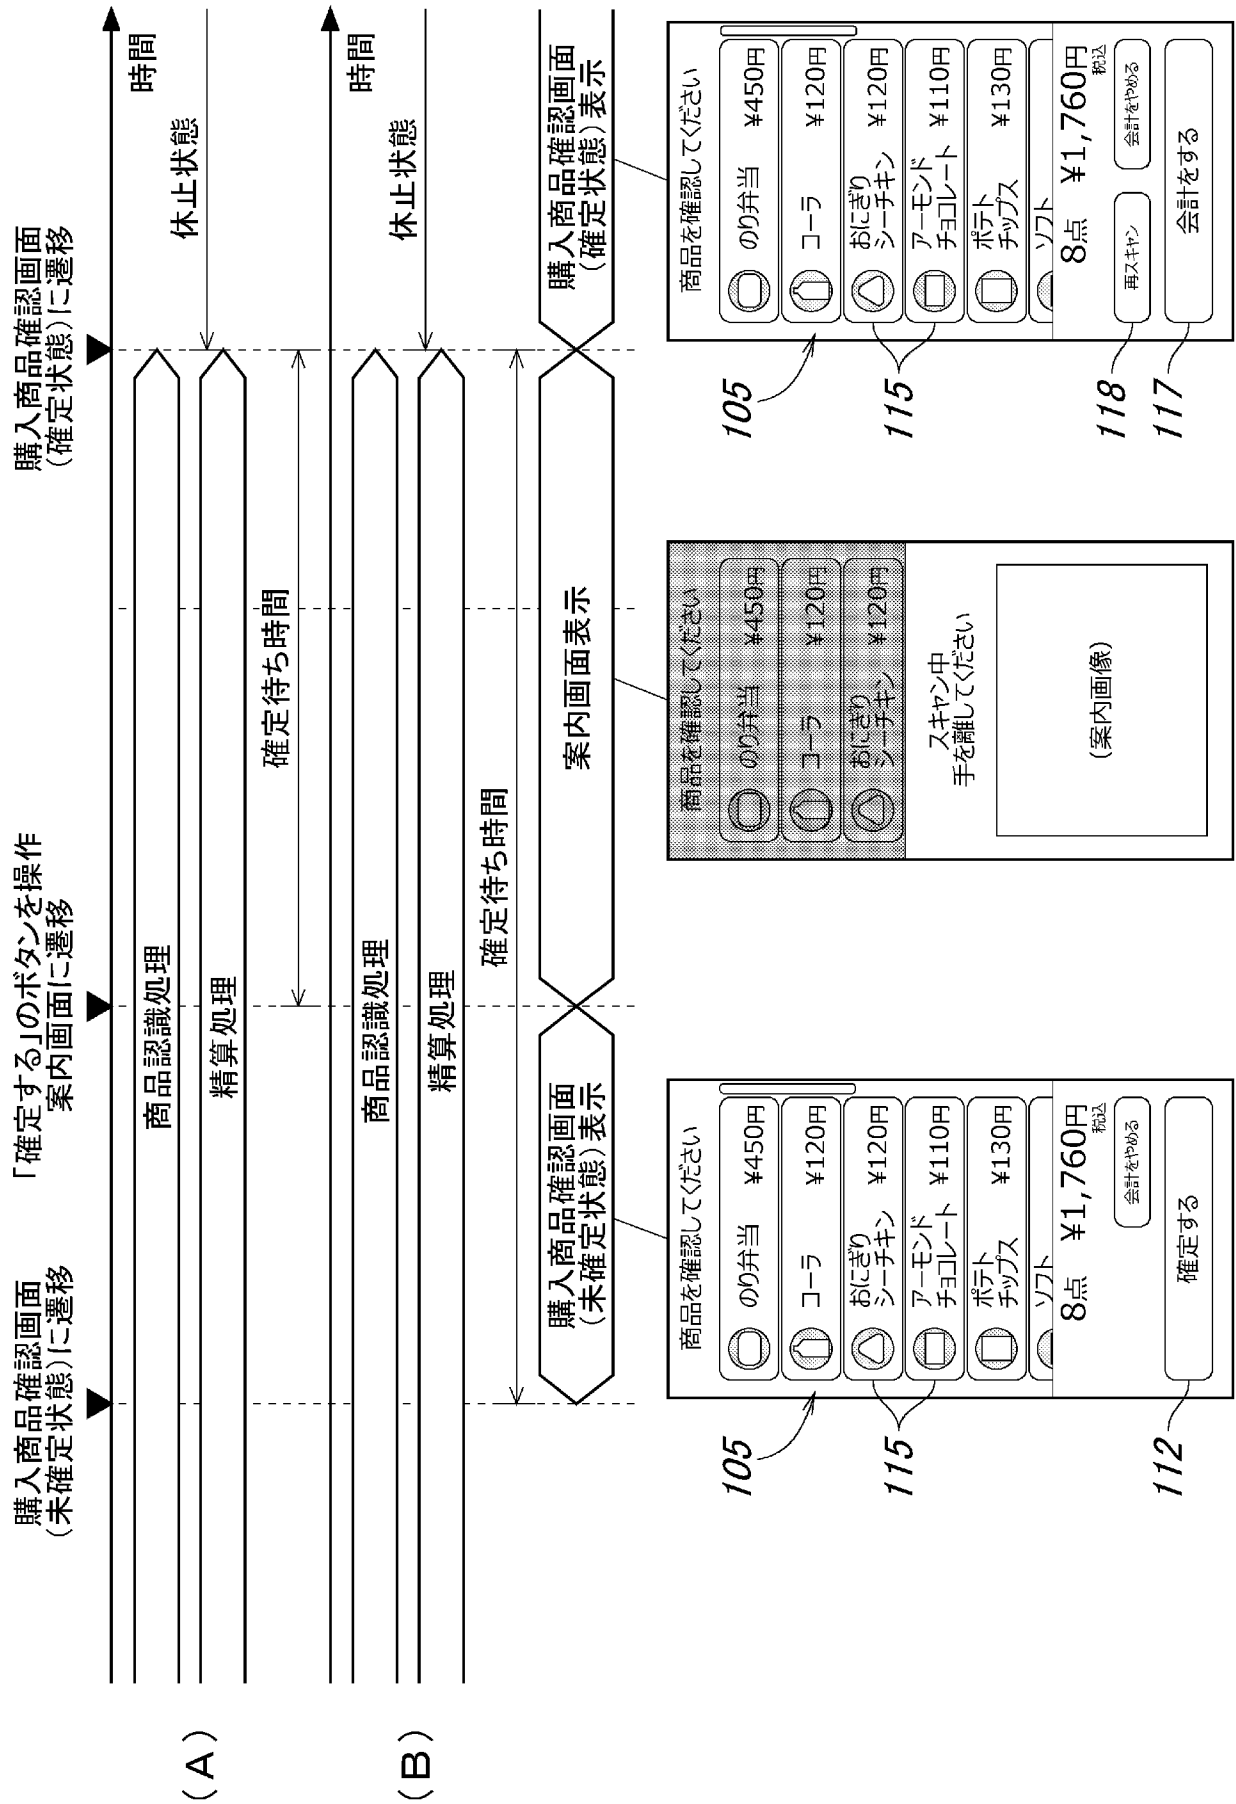 購入商品確認画面
（未確定状態）に遷移
「確定する」のボタンを操作
案内画面に遷移
購入商品確認画面
（確定状態）に遷移
時間
(A)
商品認識処理
精算処理
休止状態
確定待ち時間
時間
(B)
商品認識処理
精算処理
休止状態
確定待ち時間
購入商品確認画面
（未確定状態）表示
案内画面表示
購入商品確認画面
（確定状態）表示
商品を確認してください
のり弁当 ¥450円
コーラ ¥120円
おにぎり
シーチキン ¥120円
アーモンド
チョコレート ¥110円
ポテト
チップス ¥130円
ソフト
8点 ¥1,760円
税込
会計をやめる
確定する
105
115
112
商品を確認してください
のり弁当 ¥450円
コーラ ¥120円
おにぎり
シーチキン ¥120円
スキャン中
手を離してください
（案内画像）
商品を確認してください
のり弁当 ¥450円
コーラ ¥120円
おにぎり
シーチキン ¥120円
アーモンド
チョコレート ¥110円
ポテト
チップス ¥130円
ソフト
8点 ¥1,760円
税込
再スキャン
会計をやめる
会計をする
105
115
118
117